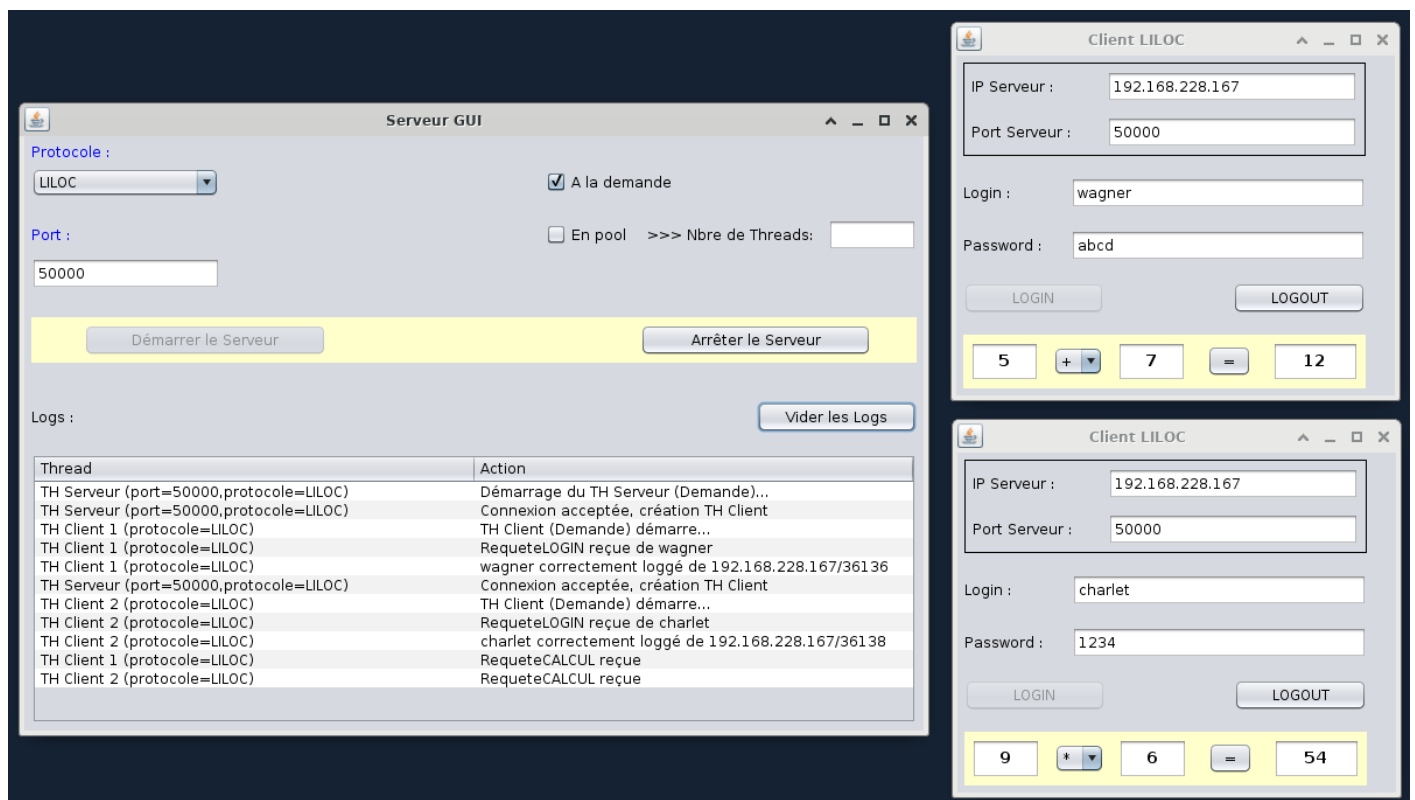 Serveur GUI
Protocole :
LILOC
A la demande
Port :
En pool >>> Nbre de Threads:
50000
Démarrer le Serveur
Arrêter le Serveur
Logs :
Vider les Logs
Thread Action
TH Serveur (port=50000,protocole=LILOC) Démarrage du TH Serveur (Demande)...
TH Serveur (port=50000,protocole=LILOC) Connexion acceptée, création TH Client
TH Client 1 (protocole=LILOC) TH Client (Demande) démarre...
TH Client 1 (protocole=LILOC) RequeteLOGIN reçue de wagner
TH Client 1 (protocole=LILOC) wagner correctement loggé de 192.168.228.167/36136
TH Serveur (port=50000,protocole=LILOC) Connexion acceptée, création TH Client
TH Client 2 (protocole=LILOC) TH Client (Demande) démarre...
TH Client 2 (protocole=LILOC) RequeteLOGIN reçue de charlet
TH Client 2 (protocole=LILOC) charlet correctement loggé de 192.168.228.167/36138
TH Client 1 (protocole=LILOC) RequeteCALCUL reçue
TH Client 2 (protocole=LILOC) RequeteCALCUL reçue
Client LILOC
IP Serveur : 192.168.228.167
Port Serveur : 50000
Login : wagner
Password : abcd
LOGIN LOGOUT
5 + 7 = 12
Client LILOC
IP Serveur : 192.168.228.167
Port Serveur : 50000
Login : charlet
Password : 1234
LOGIN LOGOUT
9 * 6 = 54